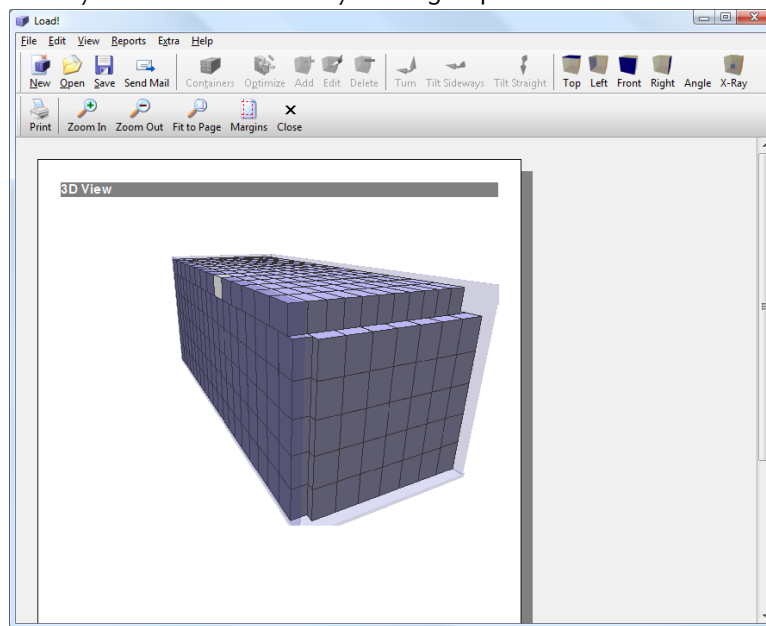 Load!
File Edit View Reports Extra Help
New Open Save Send Mail Containers Optimize Add Edit Delete Turn Tilt Sideways Tilt Straight Top Left Front Right Angle X-Ray
Print Zoom In Zoom Out Fit to Page Margins Close
3D View